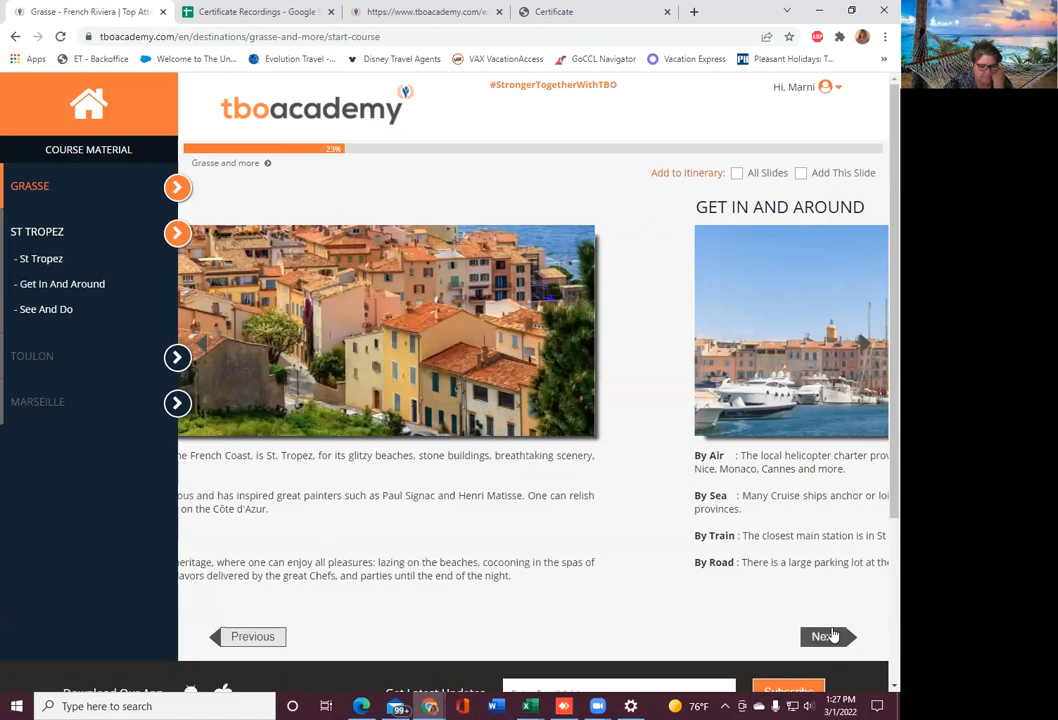 Grasse - French Riviera | Top Att
Certificate Recordings - Google S
https://www.tboacademy.com/e
Certificate
tboacademy.com/en/destinations/grasse-and-more/start-course
Apps
ET - Backoffice
Welcome to The Un...
Evolution Travel -...
Disney Travel Agents
VAX VacationAccess
GoCCL Navigator
Vacation Express
Pleasant Holidays: T...
»
#StrongerTogetherWithTBO
Hi, Marni
tboacademy
COURSE MATERIAL
23%
Grasse and more
Add to Itinerary:
All Slides
Add This Slide
GRASSE
ST TROPEZ
- St Tropez
- Get In And Around
- See And Do
TOULON
MARSEILLE
GET IN AND AROUND
he French Coast, is St. Tropez, for its glitzy beaches, stone buildings, breathtaking scenery,
ous and has inspired great painters such as Paul Signac and Henri Matisse. One can relish
on the Côte d'Azur.
eritage, where one can enjoy all pleasures: lazing on the beaches, cocooning in the spas of
avors delivered by the great Chefs, and parties until the end of the night.
By Air : The local helicopter charter prov
Nice, Monaco, Cannes and more.
By Sea : Many Cruise ships anchor or loi
provinces.
By Train : The closest main station is in St
By Road : There is a large parking lot at the
Previous
Next
Download Our App
Get Latest Updates
Subscribe
Type here to search
99+
76°F
1:27 PM
3/1/2022